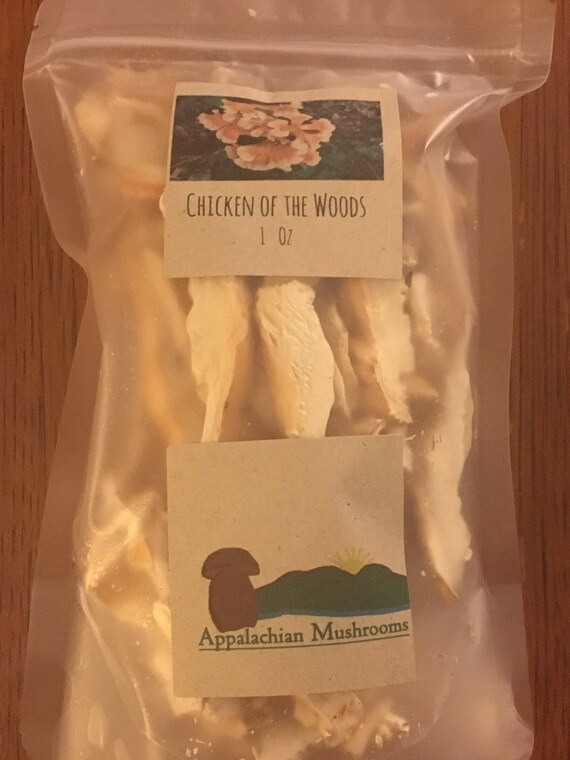 Chicken of the Woods
1 Oz
Appalachian Mushrooms